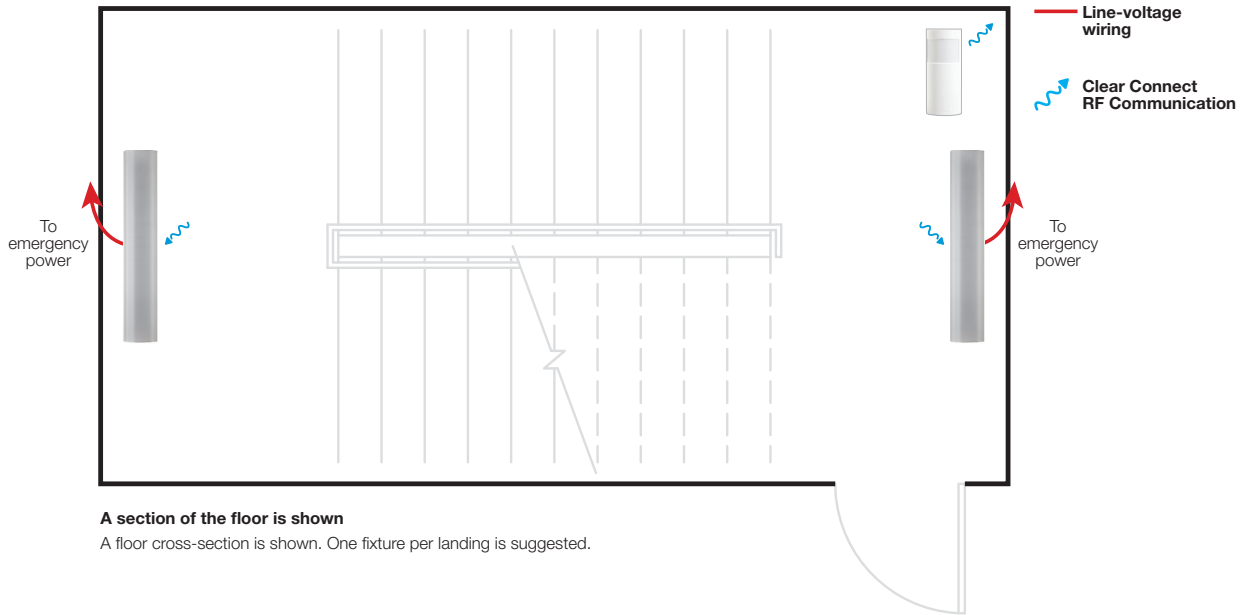 Line-voltage
wiring
Clear Connect
RF Communication
To
emergency
power
To
emergency
power
A section of the floor is shown
A floor cross-section is shown. One fixture per landing is suggested.